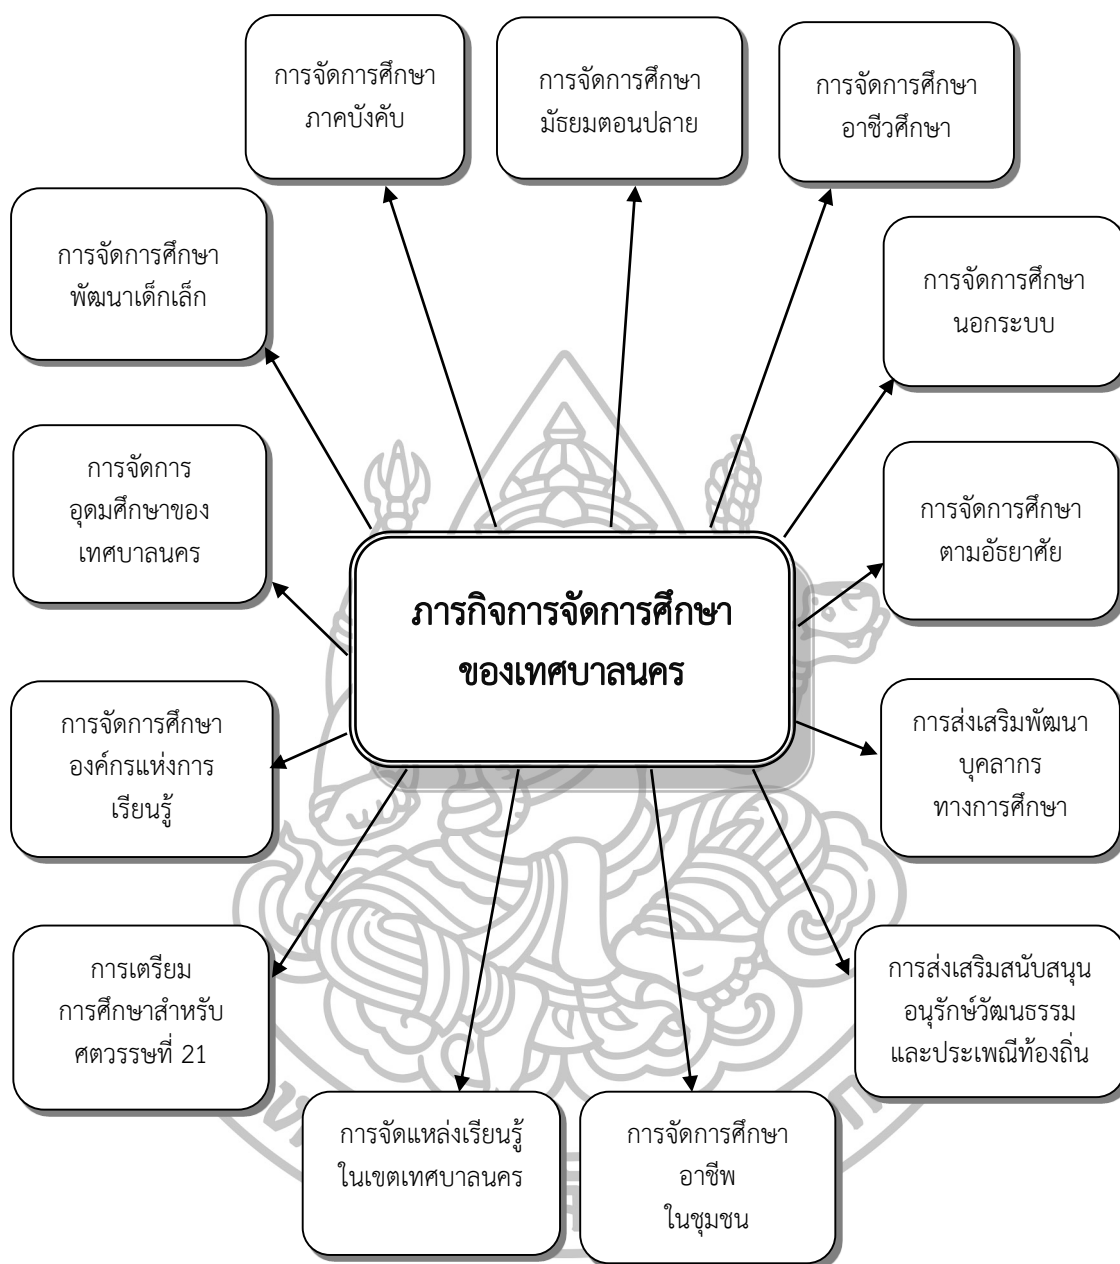 การจัดการศึกษา
ภาคบังคับ
การจัดการศึกษา
มัธยมตอนปลาย
การจัดการศึกษา
อาชีวศึกษา
การจัดการศึกษา
พัฒนาเด็กเล็ก
การจัดการศึกษา
นอกระบบ
การจัดการ
อุดมศึกษาของ
เทศบาลนคร
การจัดการศึกษา
ตามอัธยาศัย
ภารกิจการจัดการศึกษา
ของเทศบาลนคร
การจัดการศึกษา
องค์กรแห่งการ
เรียนรู้
การส่งเสริมพัฒนา
บุคลากร
ทางการศึกษา
การเตรียม
การศึกษาสำหรับ
ศตวรรษที่ 21
การส่งเสริมสนับสนุน
อนุรักษ์วัฒนธรรม
และประเพณีท้องถิ่น
การจัดแหล่งเรียนรู้
ในเขตเทศบาลนคร
การจัดการศึกษา
อาชีพ
ในชุมชน